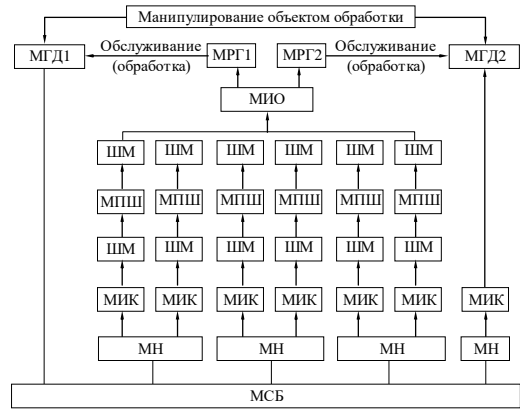 Манипулирование объектом обработки
МГД1 Обслуживание (обработка) МРГ1 МРГ2 Обслуживание (обработка) МГД2
МИО
ШМ ШМ ШМ ШМ ШМ ШМ
МПШ МПШ МПШ МПШ МПШ МПШ
ШМ ШМ ШМ ШМ ШМ ШМ
МИК МИК МИК МИК МИК МИК МИК
МН МН МН МН
МСБ